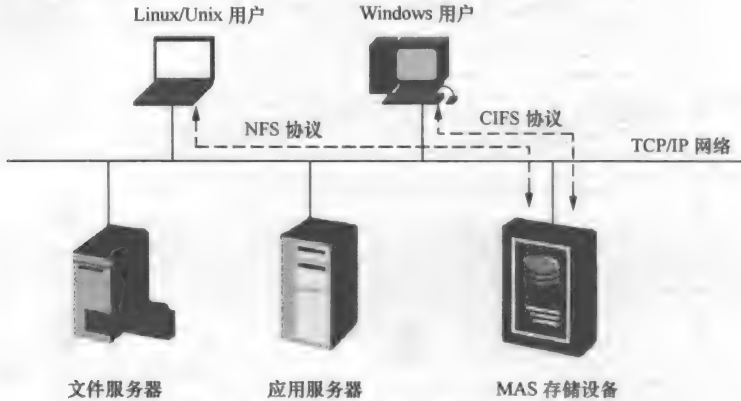 Linux/Unix 用户
Windows 用户
NFS 协议
CIFS 协议
TCP/IP 网络
文件服务器
应用服务器
MAS 存储设备